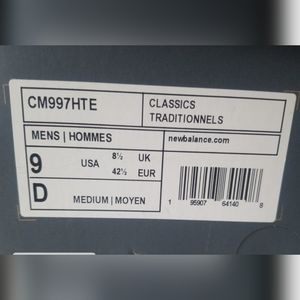 CM997HTE
CLASSICS
TRADITIONNELS
MENS | HOMMES
newbalance.com
9 USA 8½ UK
42½ EUR
D MEDIUM | MOYEN
1 95907 64140 8